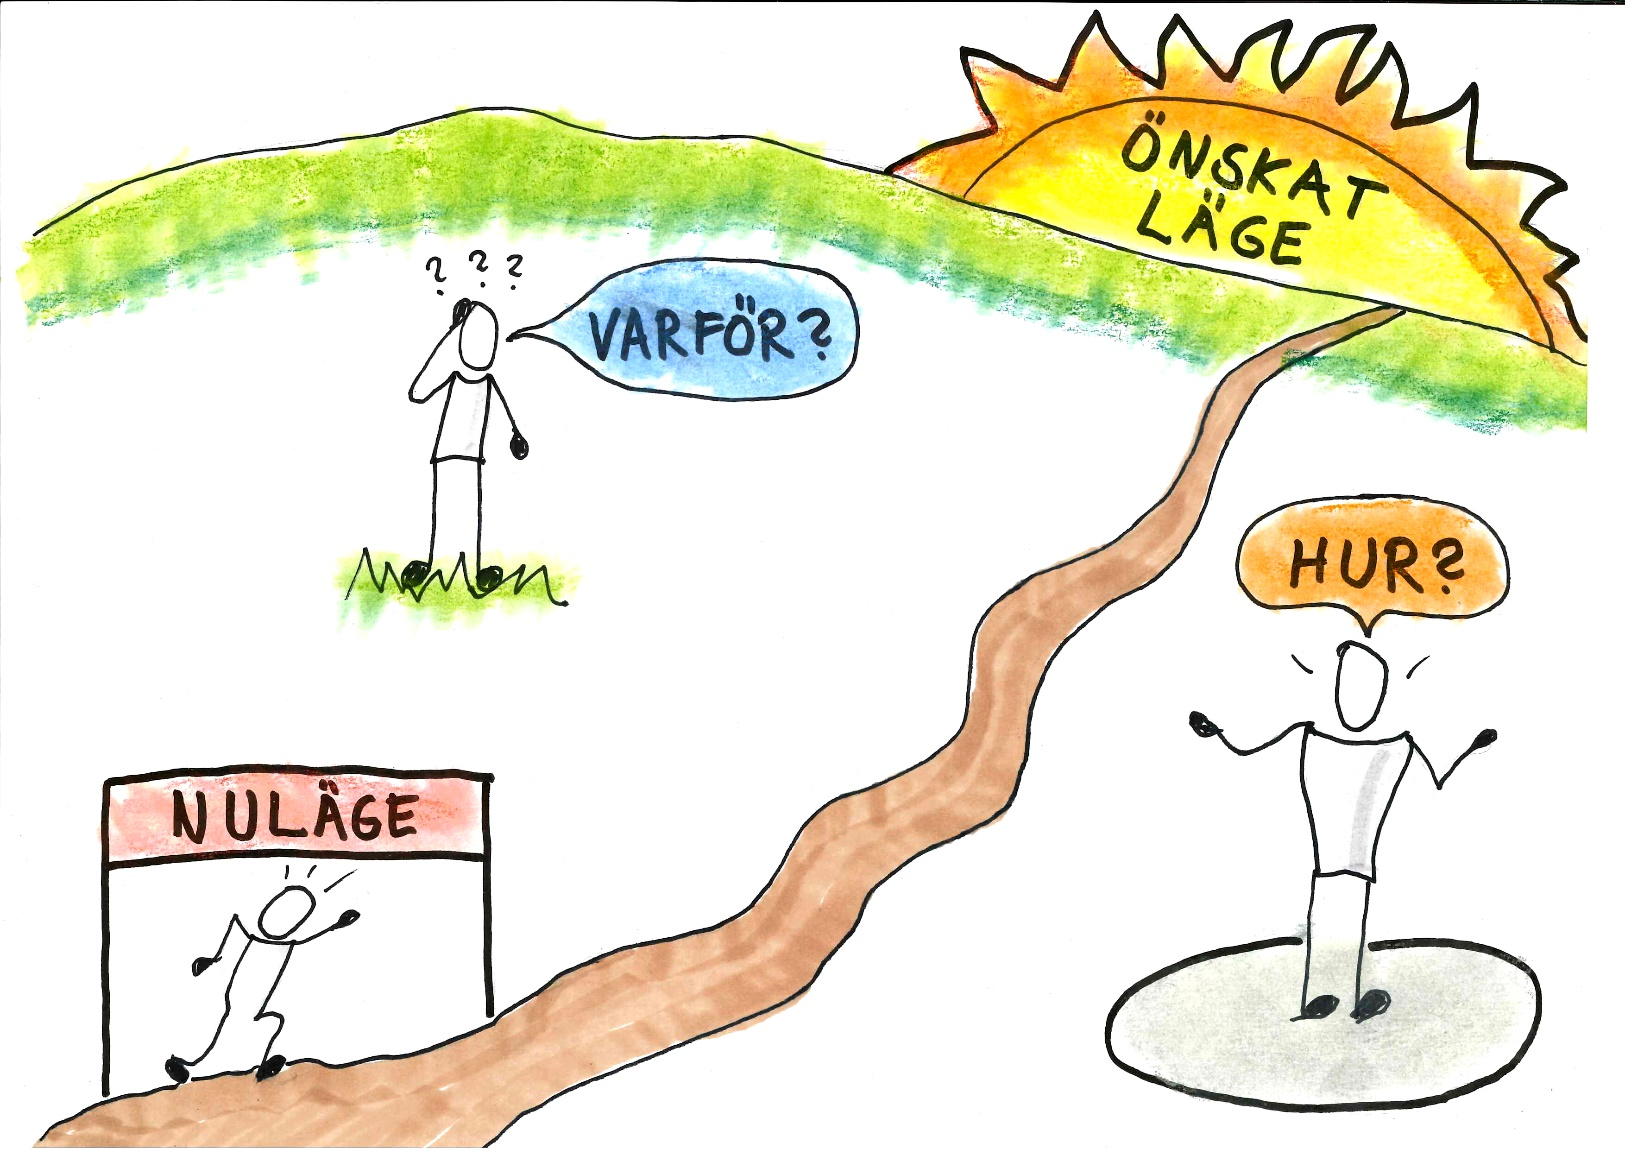 ÖNSKAT
LÄGE
? ? ?
VARFÖR?
HUR?
NULÄGE